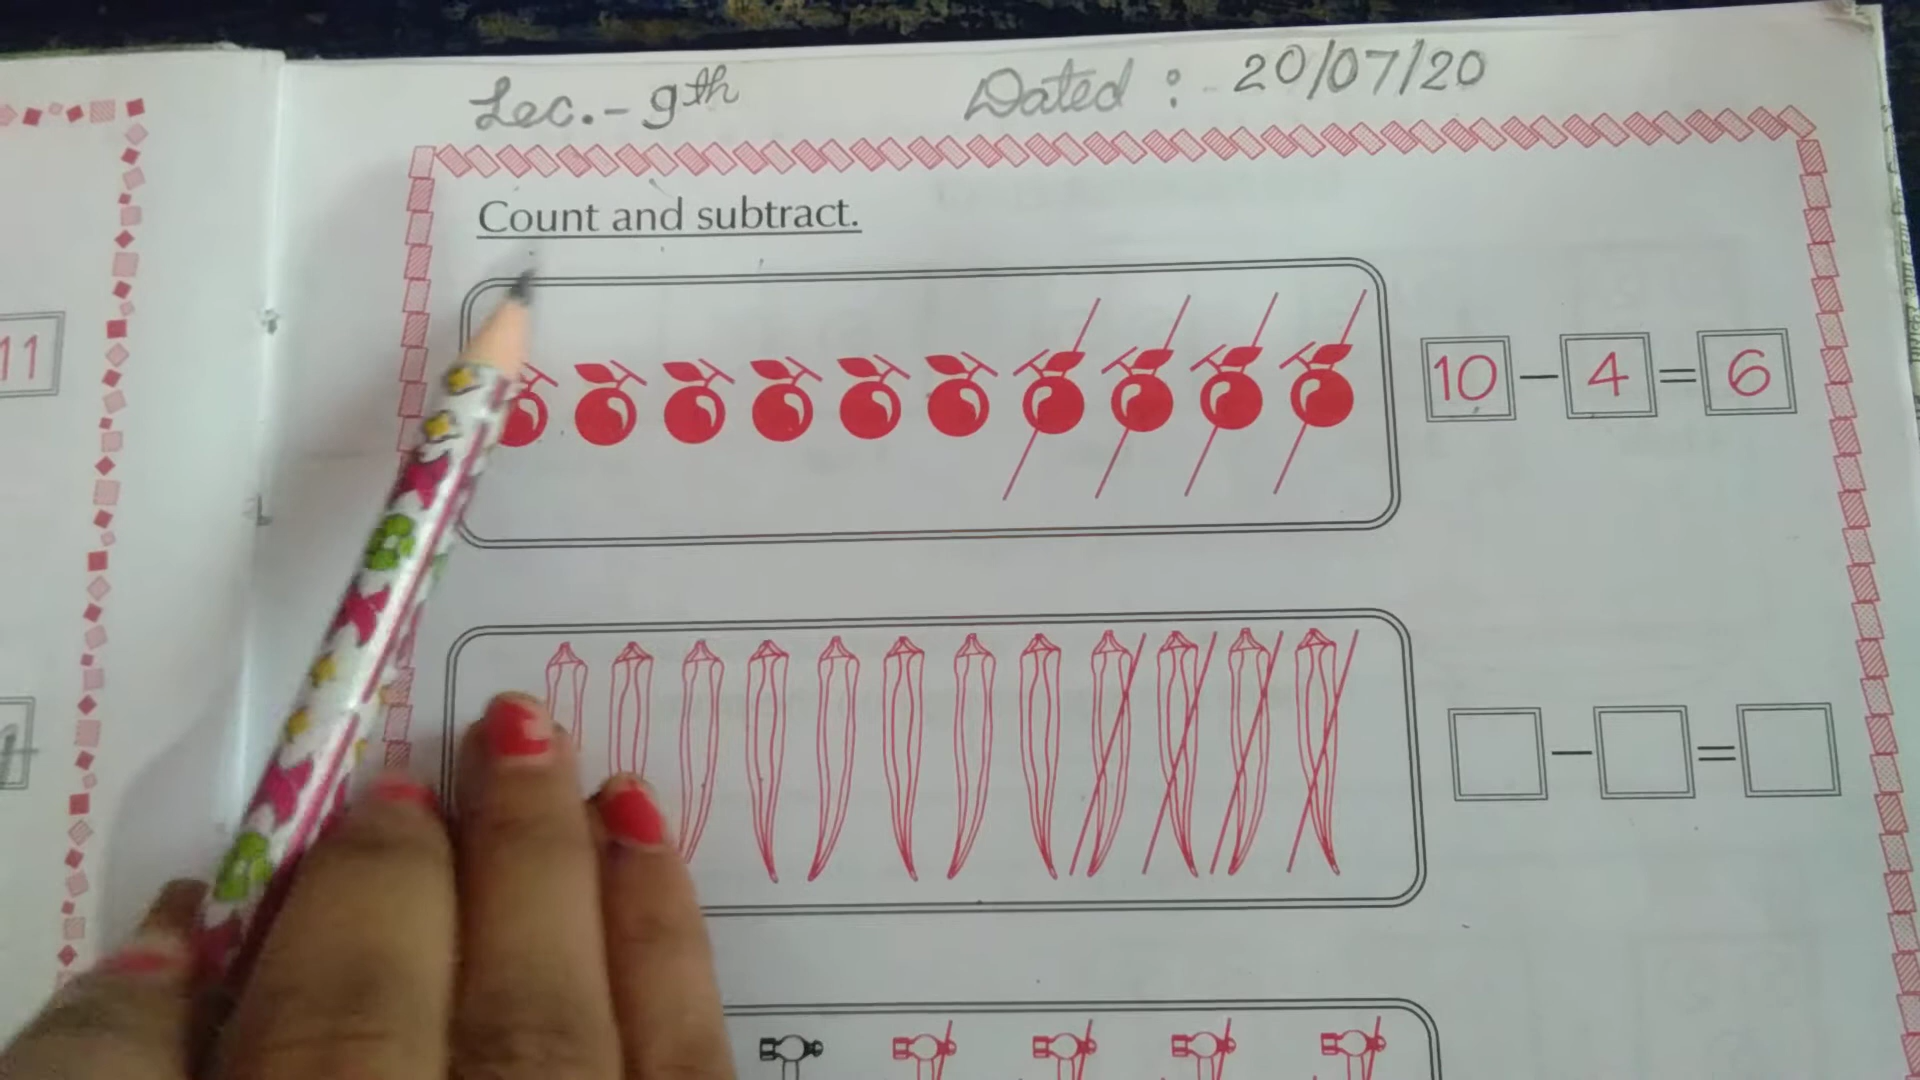 Lec.- 9th Dated : - 20/07/20
Count and subtract.
11
10 - 4 = 6
- =